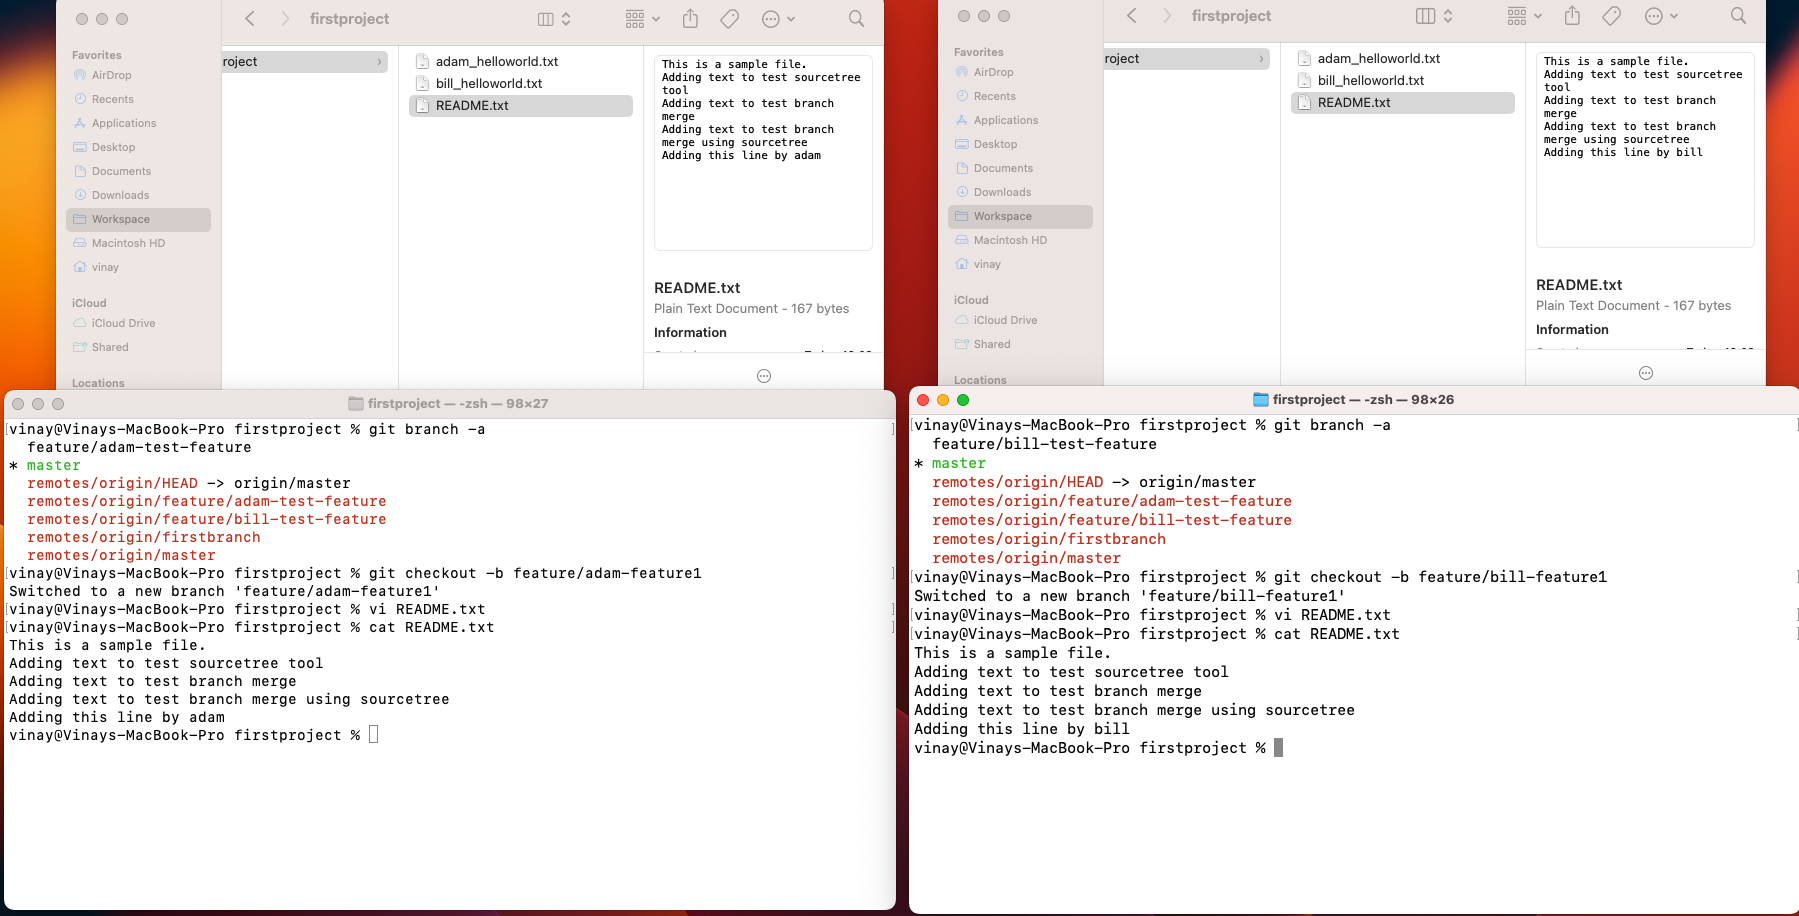 firstproject
Favorites
AirDrop
Recents
Applications
Desktop
Documents
Downloads
Workspace
Macintosh HD
vinay
iCloud
iCloud Drive
Shared
Locations
roject
adam_helloworld.txt
bill_helloworld.txt
README.txt
This is a sample file.
Adding text to test sourcetree
tool
Adding text to test branch
merge
Adding text to test branch
merge using sourcetree
Adding this line by adam
README.txt
Plain Text Document - 167 bytes
Information
firstproject
Favorites
AirDrop
Recents
Applications
Desktop
Documents
Downloads
Workspace
Macintosh HD
vinay
iCloud
iCloud Drive
Shared
Locations
roject
adam_helloworld.txt
bill_helloworld.txt
README.txt
This is a sample file.
Adding text to test sourcetree
tool
Adding text to test branch
merge
Adding text to test branch
merge using sourcetree
Adding this line by bill
README.txt
Plain Text Document - 167 bytes
Information
firstproject — -zsh — 98×27
vinay@Vinays-MacBook-Pro firstproject % git branch -a
feature/adam-test-feature
* master
remotes/origin/HEAD -> origin/master
remotes/origin/feature/adam-test-feature
remotes/origin/feature/bill-test-feature
remotes/origin/firstbranch
remotes/origin/master
vinay@Vinays-MacBook-Pro firstproject % git checkout -b feature/adam-feature1
Switched to a new branch 'feature/adam-feature1'
vinay@Vinays-MacBook-Pro firstproject % vi README.txt
vinay@Vinays-MacBook-Pro firstproject % cat README.txt
This is a sample file.
Adding text to test sourcetree tool
Adding text to test branch merge
Adding text to test branch merge using sourcetree
Adding this line by adam
vinay@Vinays-MacBook-Pro firstproject %
firstproject — -zsh — 98×26
vinay@Vinays-MacBook-Pro firstproject % git branch -a
feature/bill-test-feature
* master
remotes/origin/HEAD -> origin/master
remotes/origin/feature/adam-test-feature
remotes/origin/feature/bill-test-feature
remotes/origin/firstbranch
remotes/origin/master
vinay@Vinays-MacBook-Pro firstproject % git checkout -b feature/bill-feature1
Switched to a new branch 'feature/bill-feature1'
vinay@Vinays-MacBook-Pro firstproject % vi README.txt
vinay@Vinays-MacBook-Pro firstproject % cat README.txt
This is a sample file.
Adding text to test sourcetree tool
Adding text to test branch merge
Adding text to test branch merge using sourcetree
Adding this line by bill
vinay@Vinays-MacBook-Pro firstproject %